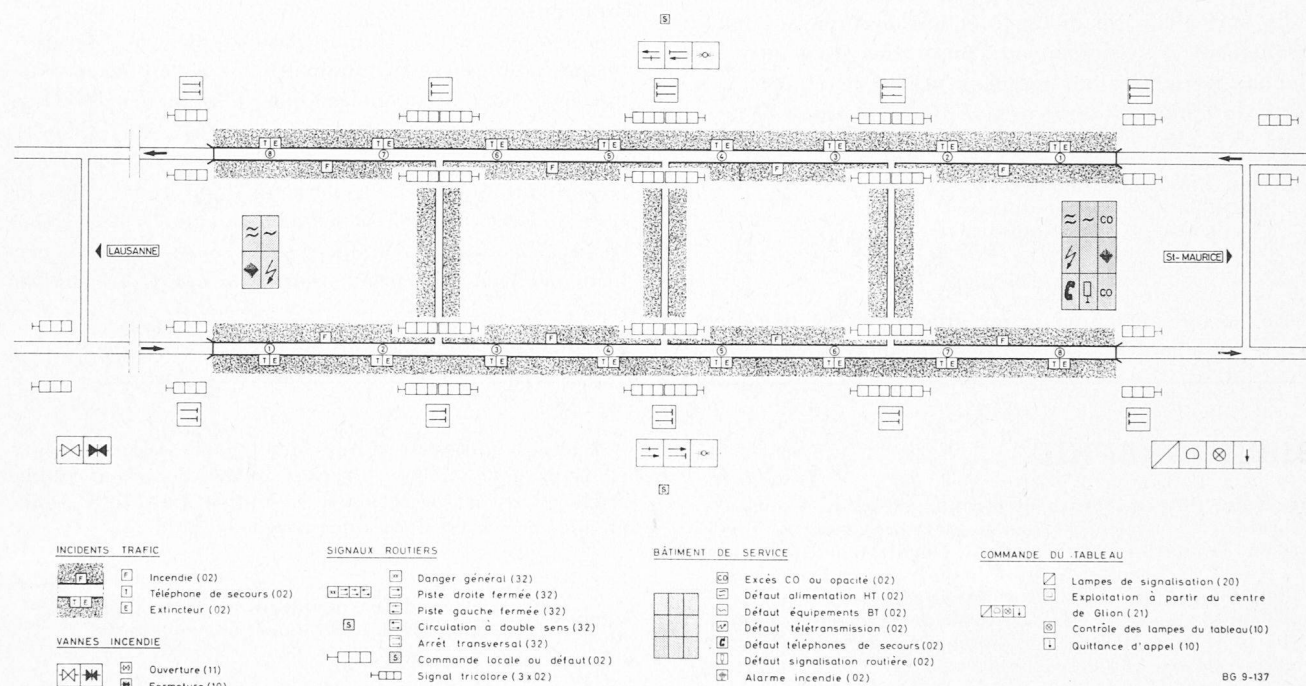 S
T E T E T E T E T E T E T E T E
8 7 6 5 4 3 2 1
F F F F
LAUSANNE
CO
St-MAURICE
CO
F F F F
1 2 3 4 5 6 7 8
T E T E T E T E T E T E T E T E
S
INCIDENTS TRAFIC
F Incendie (02)
T Téléphone de secours (02)
E Extincteur (02)
VANNES INCENDIE
Ouverture (11)
Fermeture (10)
SIGNAUX ROUTIERS
Danger général (32)
Piste droite fermée (32)
Piste gauche fermée (32)
S Circulation à double sens (32)
Arrêt transversal (32)
S Commande locale ou défaut (02)
Signal tricolore (3 x 02)
BÂTIMENT DE SERVICE
CO Excés CO ou opacité (02)
Défaut alimentation HT (02)
Défaut équipements BT (02)
Défaut télétransmission (02)
Défaut téléphones de secours (02)
Défaut signalisation routière (02)
Alarme incendie (02)
COMMANDE DU TABLEAU
Lampes de signalisation (20)
Exploitation à partir du centre
de Glion (21)
Contrôle des lampes du tableau (10)
Quittance d'appel (10)
BG 9-137